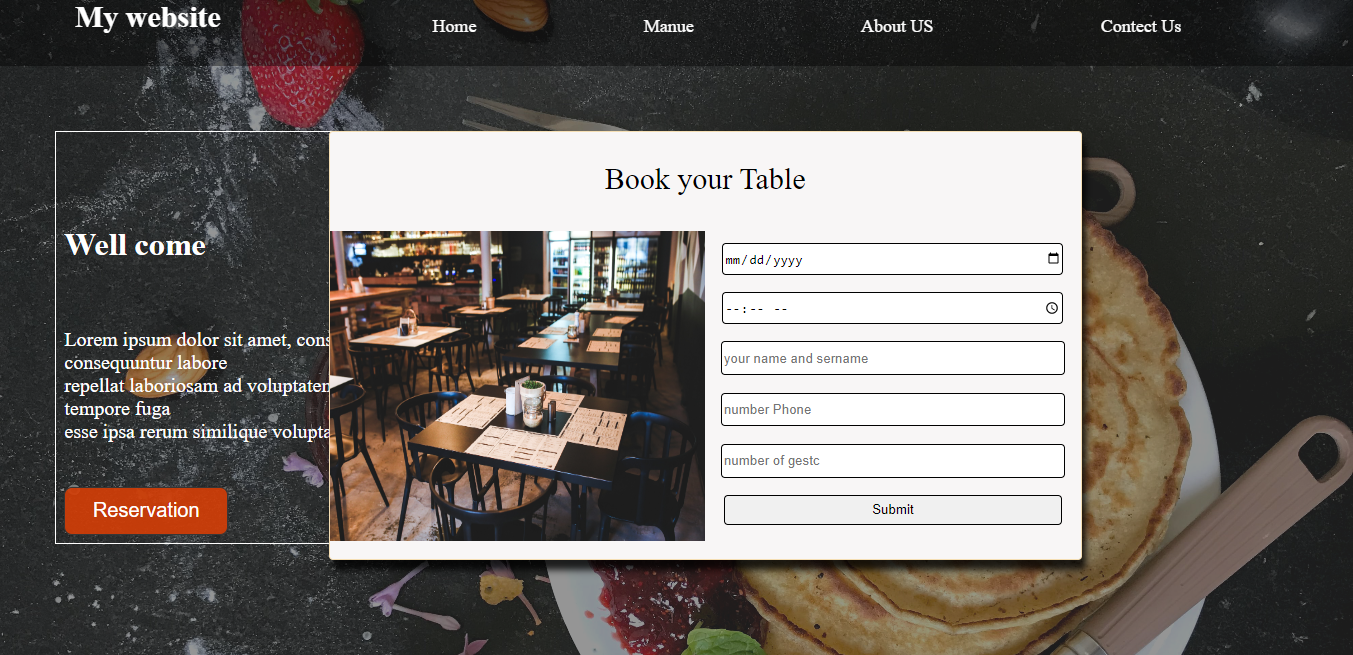 My website
Home
Manue
About US
Contect Us
Book your Table
Well come
mm/dd/yyyy
--:-- --
your name and sername
number Phone
number of gestc
Submit
Lorem ipsum dolor sit amet, cons
consequuntur labore
repellat laboriosam ad voluptaten
tempore fuga
esse ipsa rerum similique volupta
Reservation